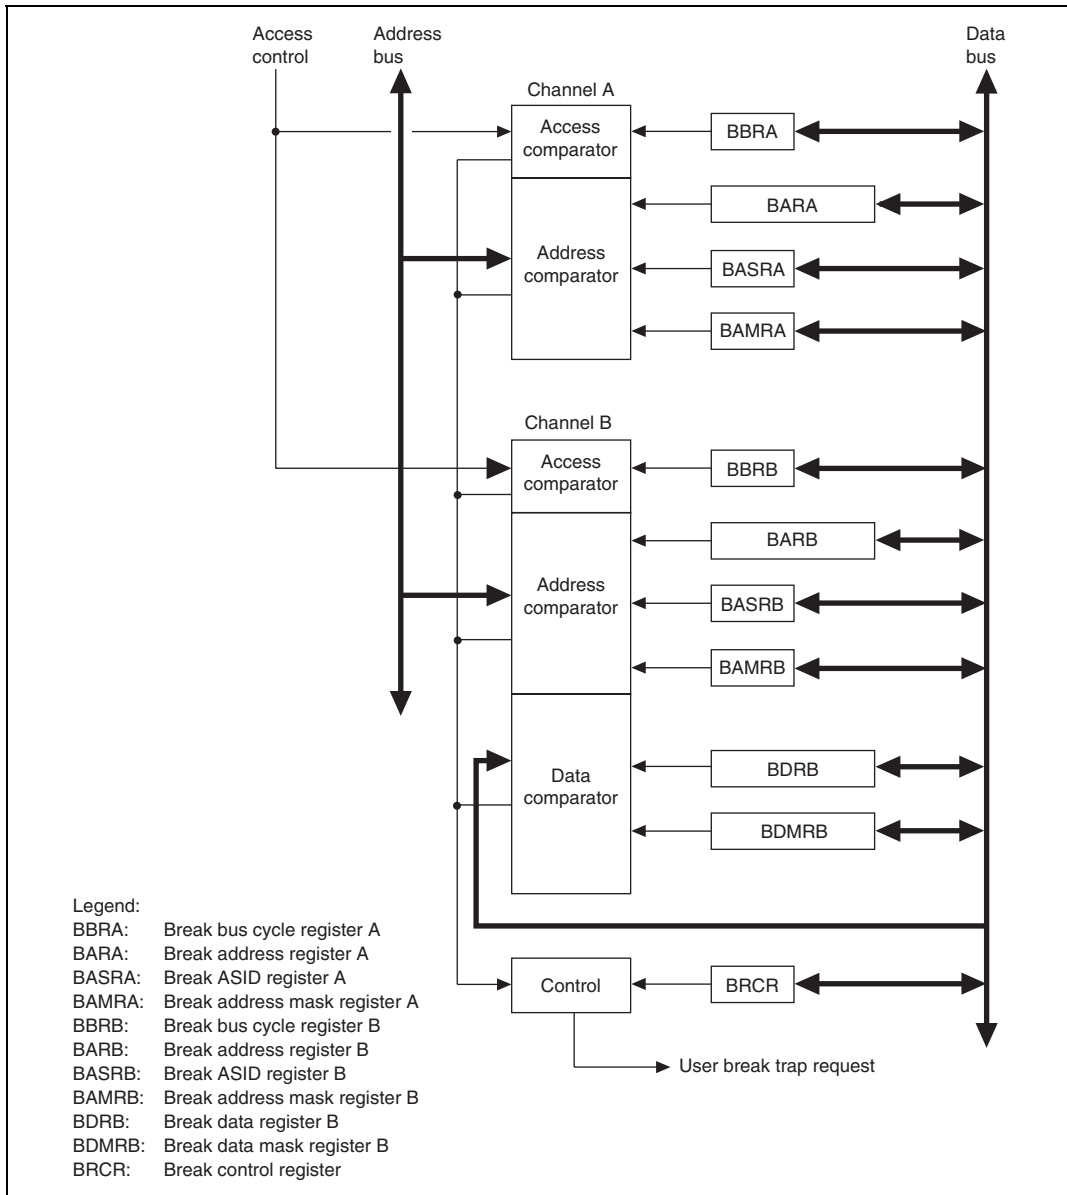 Access control
Address bus
Data bus
Channel A
Access comparator
BBRA
BARA
Address comparator
BASRA
BAMRA
Channel B
Access comparator
BBRB
BARB
Address comparator
BASRB
BAMRB
BDRB
Data comparator
BDMRB
Control
BRCR
User break trap request
Legend:
BBRA: Break bus cycle register A
BARA: Break address register A
BASRA: Break ASID register A
BAMRA: Break address mask register A
BBRB: Break bus cycle register B
BARB: Break address register B
BASRB: Break ASID register B
BAMRB: Break address mask register B
BDRB: Break data register B
BDMRB: Break data mask register B
BRCR: Break control register